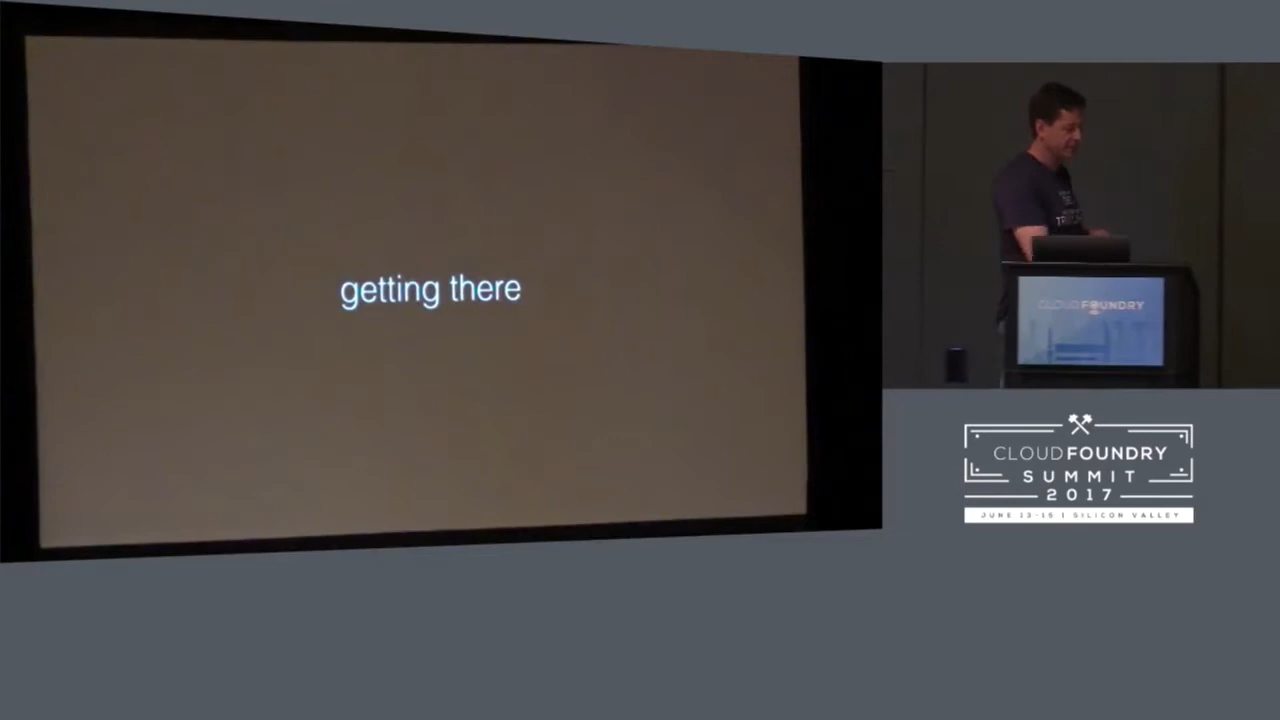 getting there
CLOUD FOUNDRY
CLOUD FOUNDRY
SUMMIT
2017
JUNE 13-15 | SILICON VALLEY